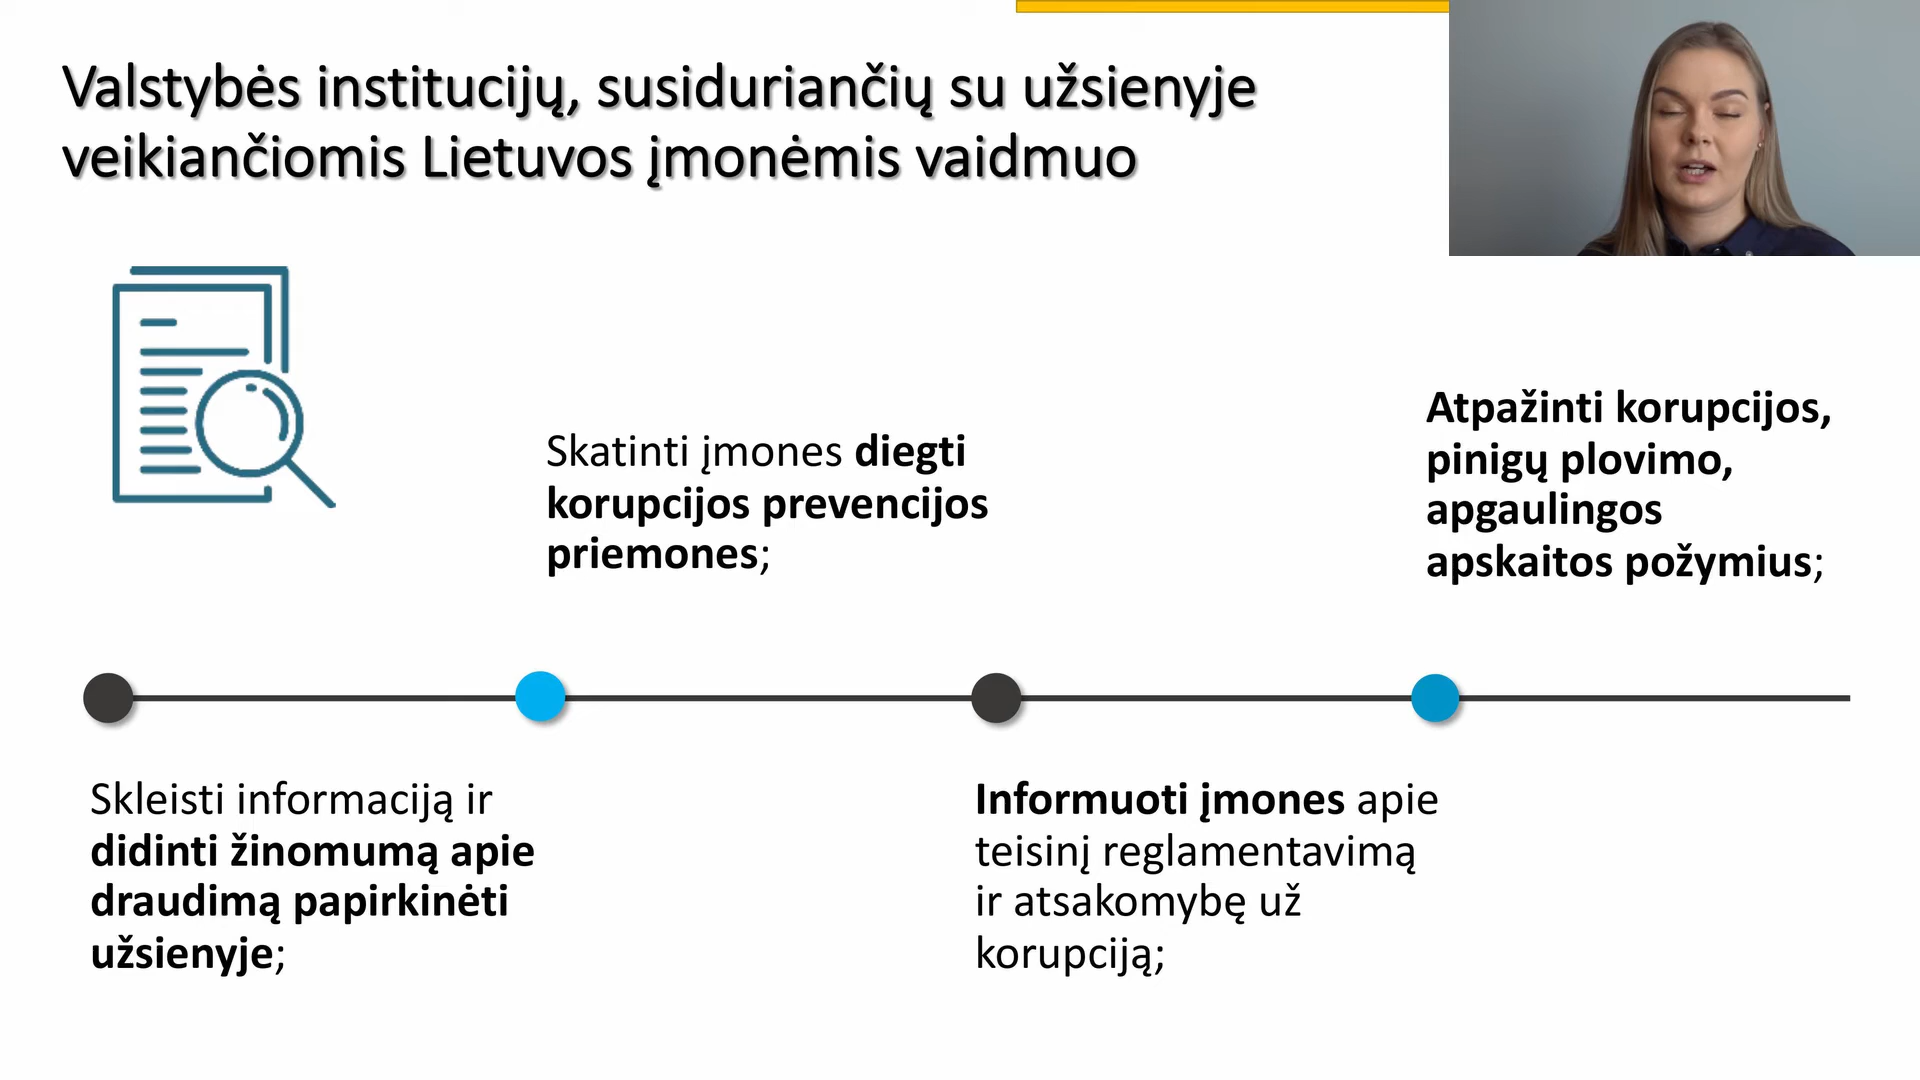 Valstybės institucijų, susiduriančių su užsienyje
veikiančiomis Lietuvos įmonėmis vaidmuo
Skleisti informaciją ir
didinti žinomumą apie
draudimą papirkinėti
užsienyje;
Skatinti įmones diegti
korupcijos prevencijos
priemones;
Informuoti įmones apie
teisinį reglamentavimą
ir atsakomybę už
korupciją;
Atpažinti korupcijos,
pinigų plovimo,
apgaulingos
apskaitos požymius;